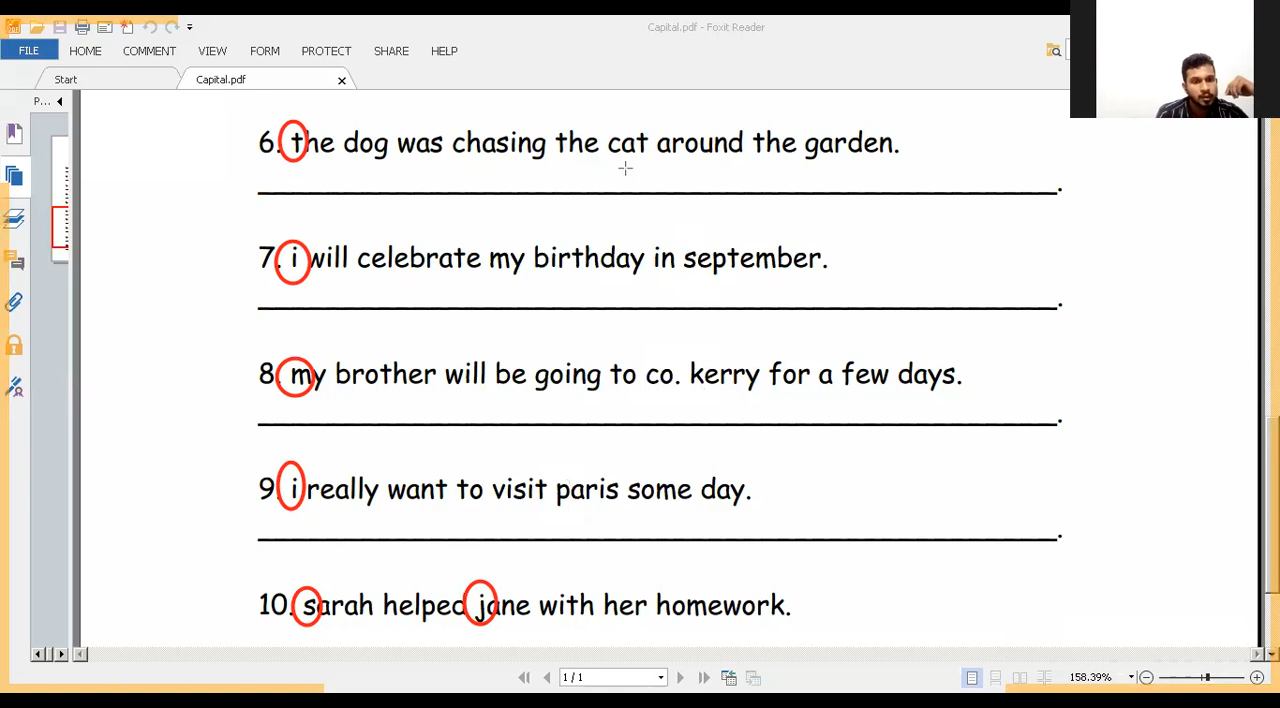 Capital.pdf - Foxit Reader
FILE HOME COMMENT VIEW FORM PROTECT SHARE HELP
Start Capital.pdf
P...
6. the dog was chasing the cat around the garden.
7. i will celebrate my birthday in september.
8. my brother will be going to co. kerry for a few days.
9. i really want to visit paris some day.
10. sarah helped jane with her homework.
1 / 1 158.39%